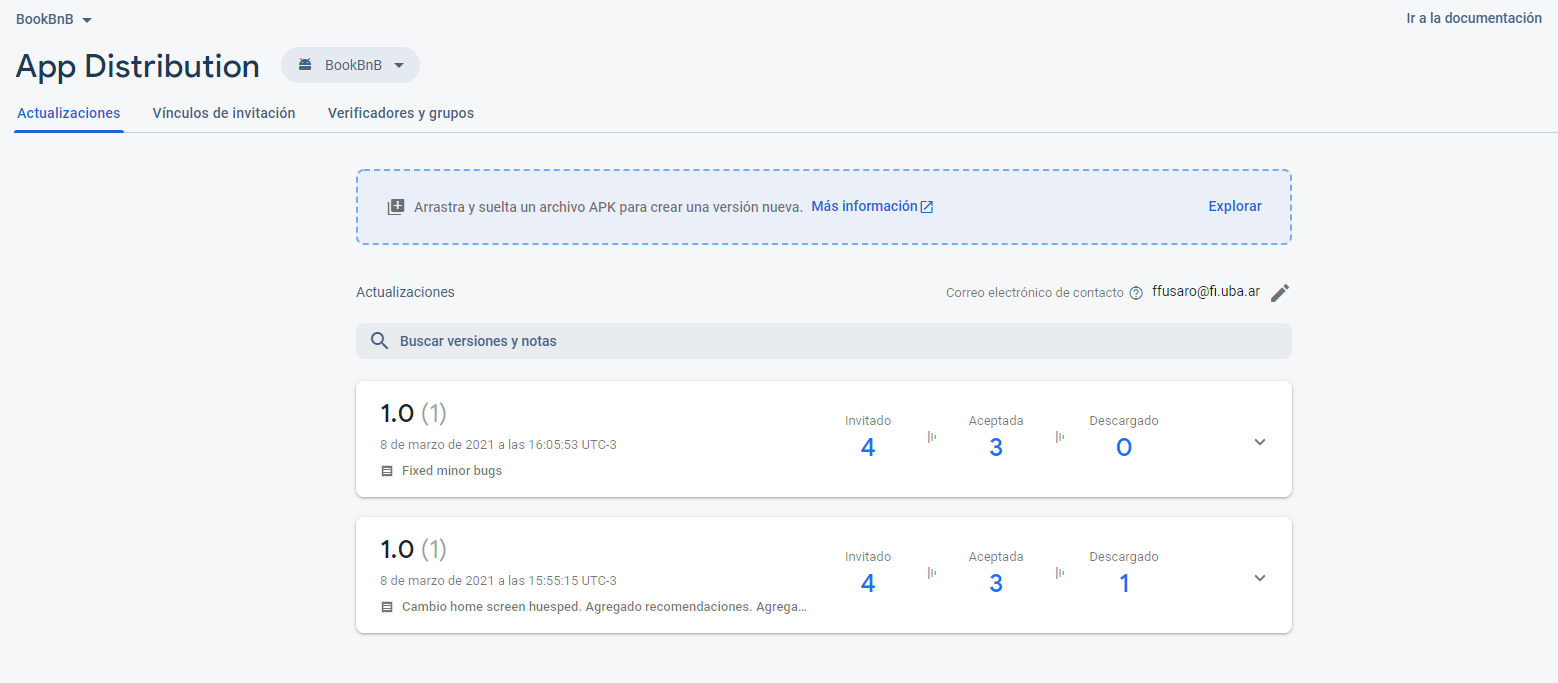 BookBnB
Ir a la documentación
App Distribution
BookBnB
Actualizaciones
Vínculos de invitación
Verificadores y grupos
Arrastra y suelta un archivo APK para crear una versión nueva. Más información
Explorar
Actualizaciones
Correo electrónico de contacto
ffusaro@fi.uba.ar
Buscar versiones y notas
1.0 (1)
8 de marzo de 2021 a las 16:05:53 UTC-3
Fixed minor bugs
Invitado
4
Aceptada
3
Descargado
0
1.0 (1)
8 de marzo de 2021 a las 15:55:15 UTC-3
Cambio home screen huesped. Agregado recomendaciones. Agrega...
Invitado
4
Aceptada
3
Descargado
1